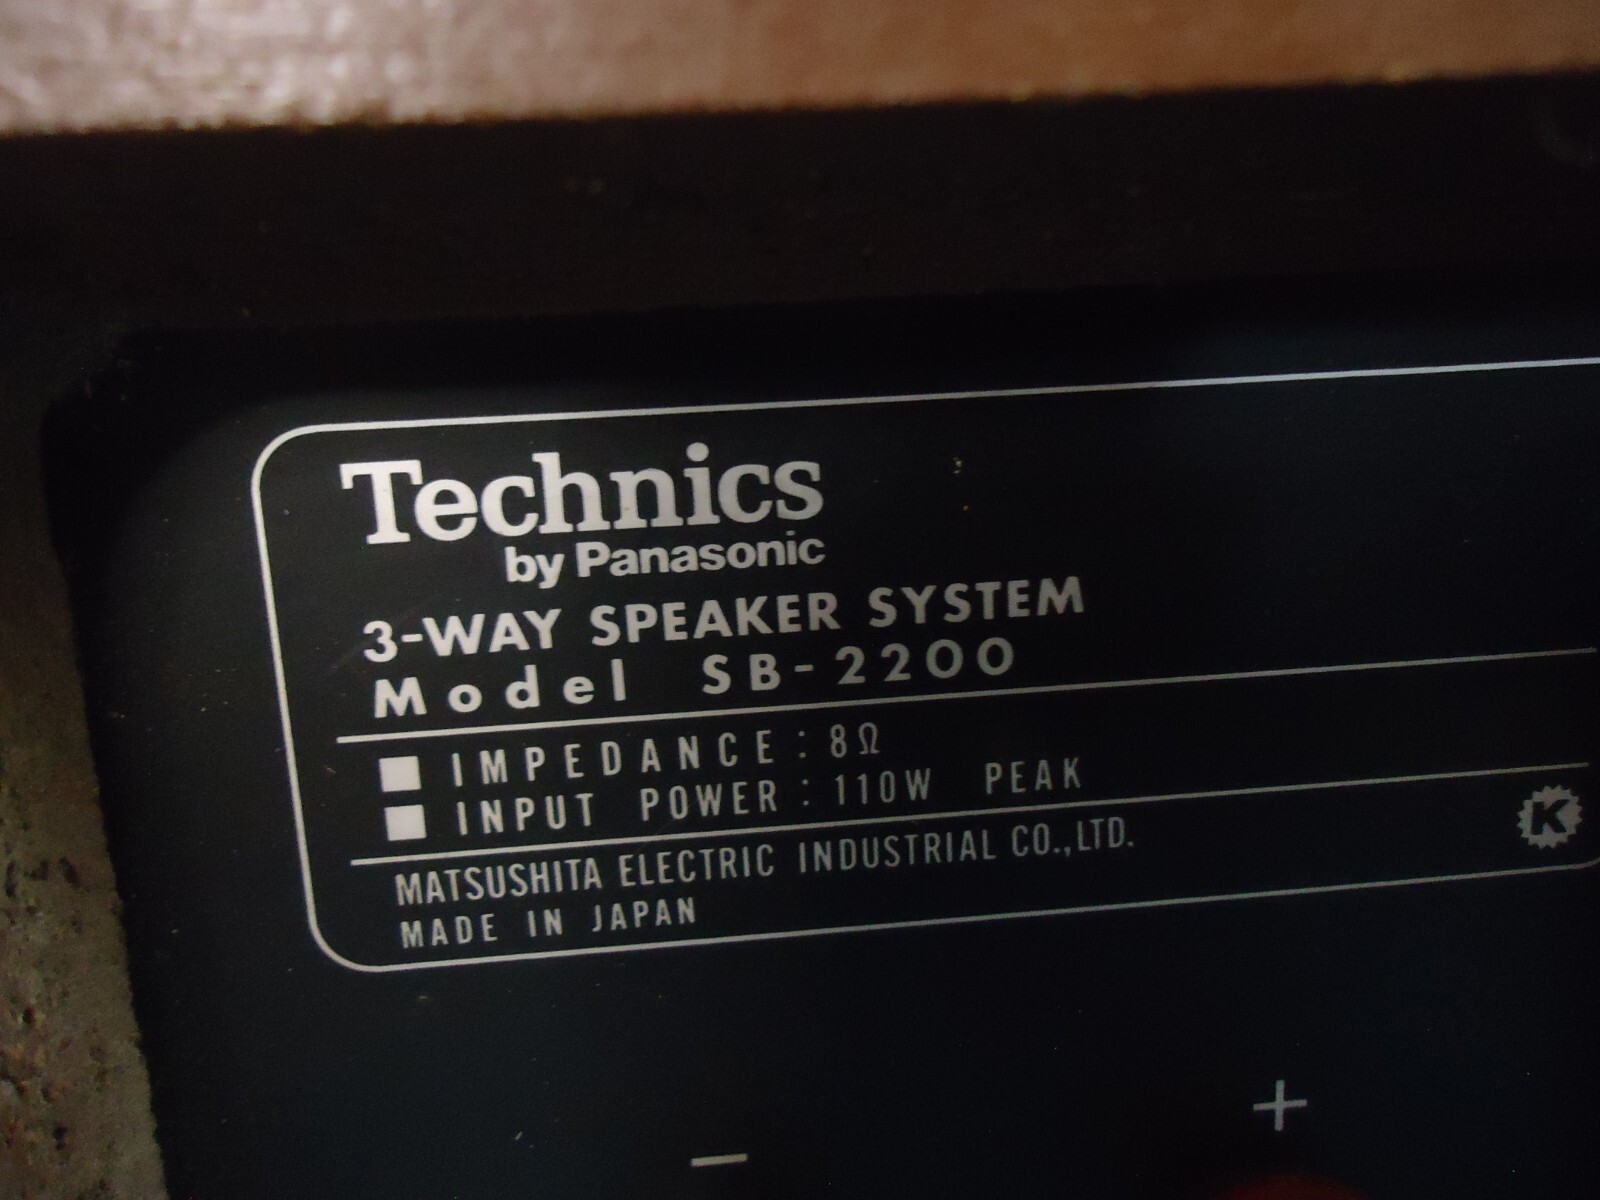 Technics
by Panasonic
3-WAY SPEAKER SYSTEM
Model SB-2200
IMPEDANCE : 8Ω
INPUT POWER : 110W PEAK
MATSUSHITA ELECTRIC INDUSTRIAL CO.,LTD.
K
MADE IN JAPAN
+
−